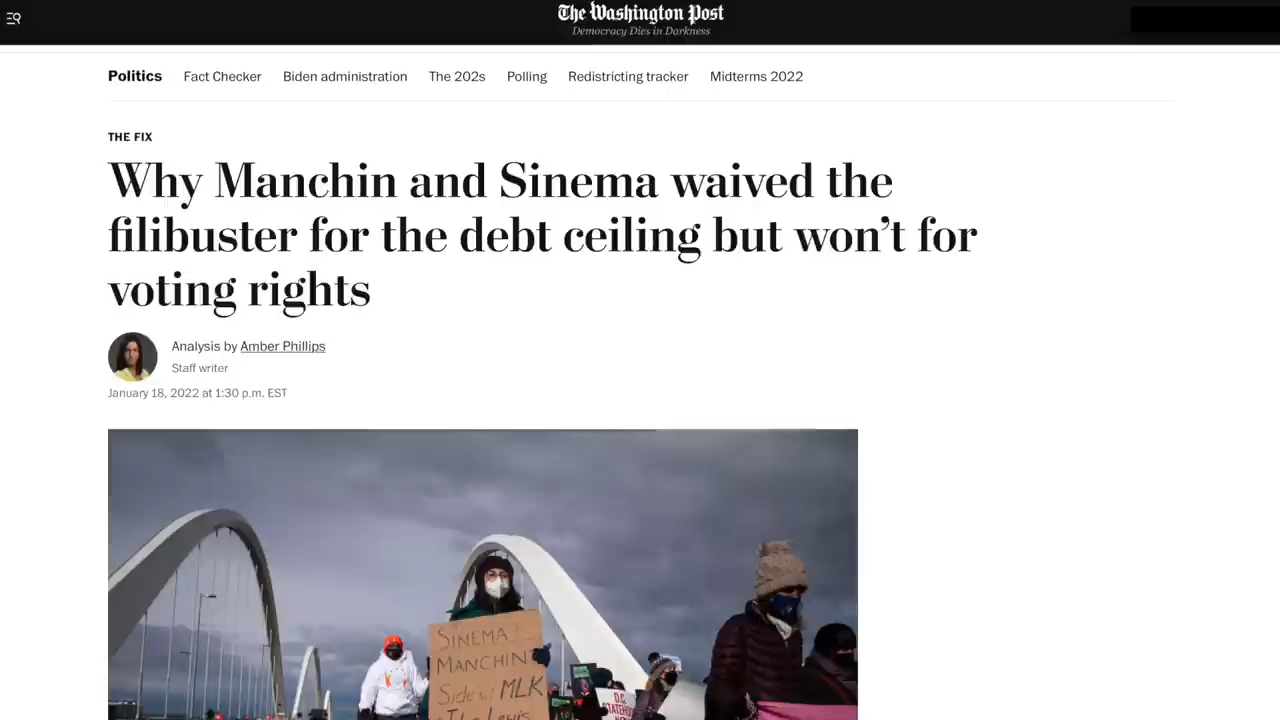 The Washington Post
Democracy Dies in Darkness
Politics Fact Checker Biden administration The 202s Polling Redistricting tracker Midterms 2022
THE FIX
Why Manchin and Sinema waived the
filibuster for the debt ceiling but won’t for
voting rights
Analysis by Amber Phillips
Staff writer
January 18, 2022 at 1:30 p.m. EST
SINEMA +
MANCHIN
Side w/ MLK
Lewis
D.C.
STATEHOOD